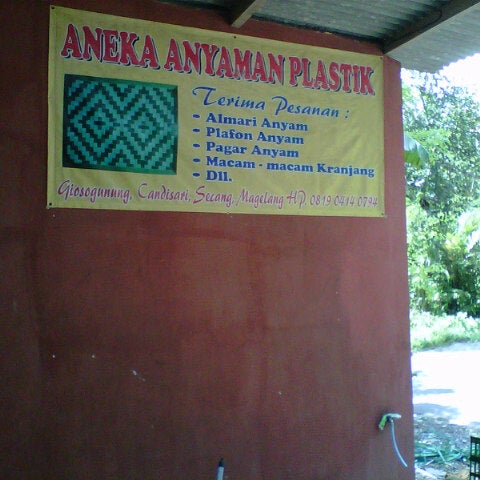 ANEKA ANYAMAN PLASTIK
Terima Pesanan :
• Almari Anyam
• Plafon Anyam
• Pagar Anyam
• Macam - macam Kranjang
• Dll.
Glosogunung, Candisari, Secang, Magelang HP. 0819 0414 0794